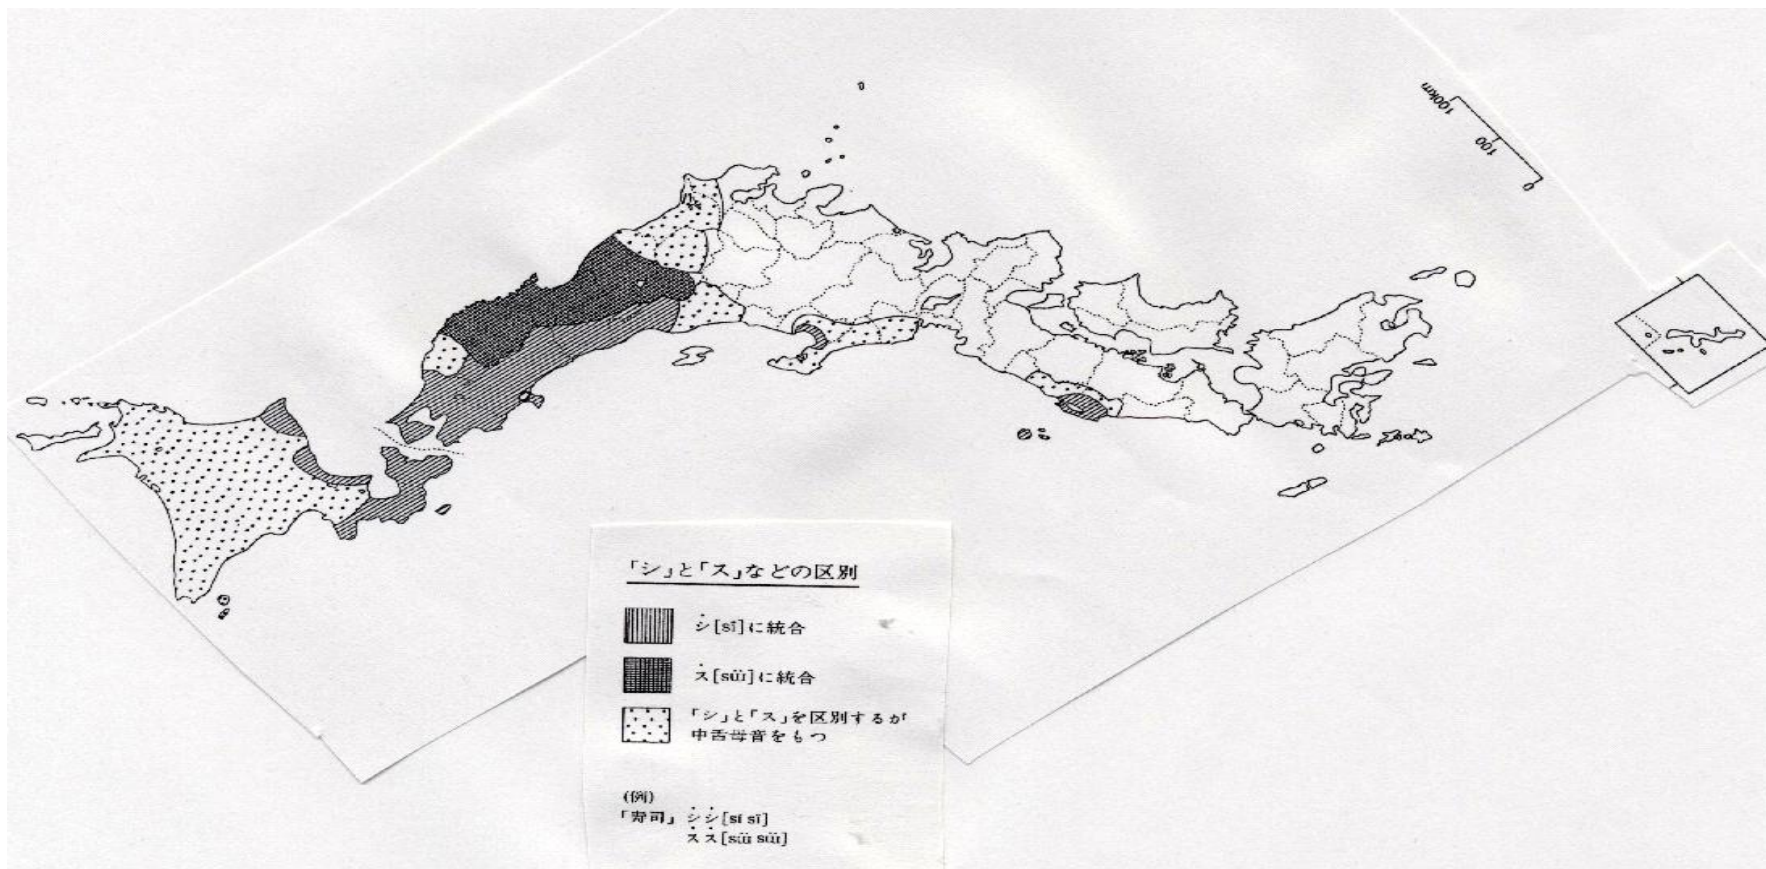 100km
100
0
「シ」と「ス」などの区別
シ[sï]に統合
ス[sɯ̈]に統合
「シ」と「ス」を区別するが
中舌母音をもつ
(例)
「寿司」シシ[sï sï]
スス[sɯ̈ sɯ̈]